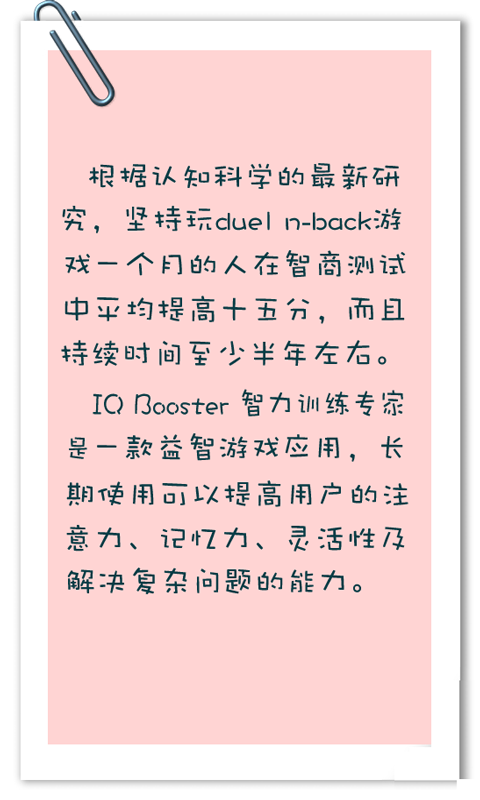 根据认知科学的最新研
究，坚持玩duel n-back游
戏一个月的人在智商测试
中平均提高十五分，而且
持续时间至少半年左右。
IQ Booster 智力训练专家
是一款益智游戏应用，长
期使用可以提高用户的注
意力、记忆力、灵活性及
解决复杂问题的能力。